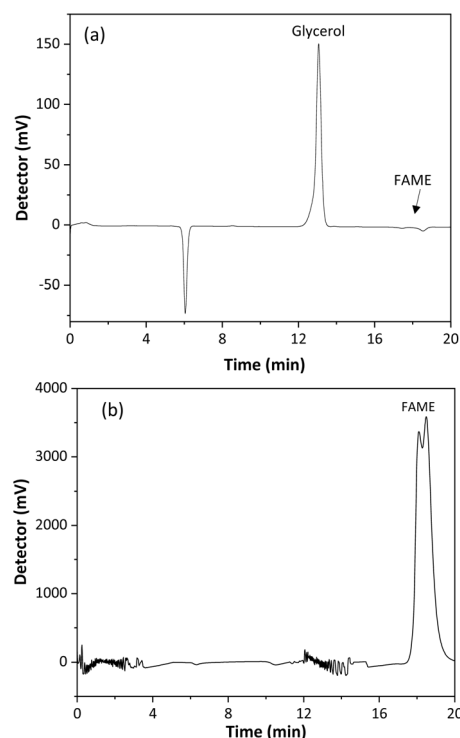 (a)
Glycerol
FAME
150
100
50
0
-50
Detector (mV)
0 4 8 12 16 20
Time (min)
(b)
FAME
4000
3000
2000
1000
0
Detector (mV)
0 4 8 12 16 20
Time (min)